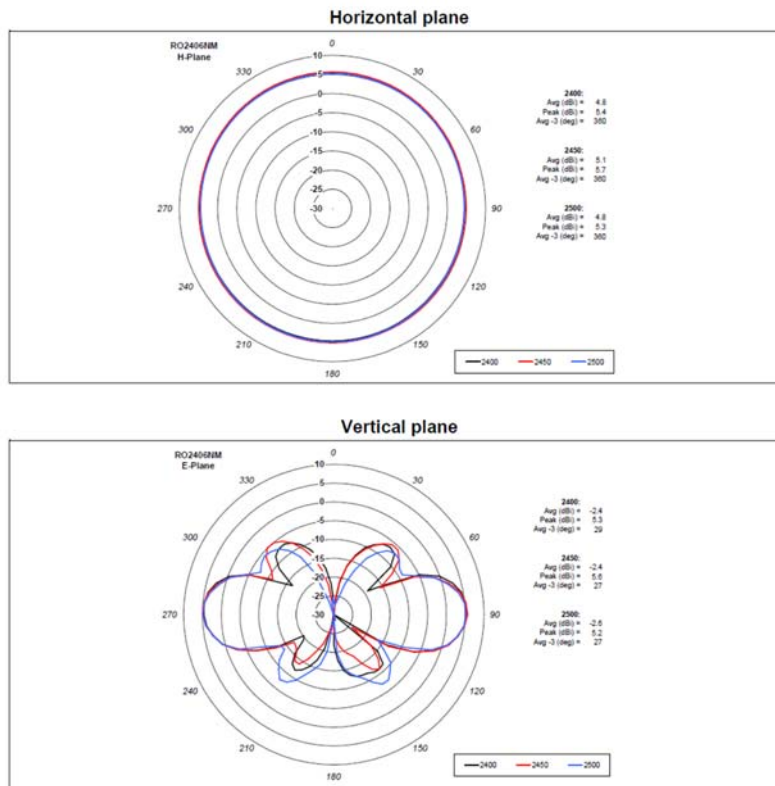 Horizontal plane
RO2406NM
H-Plane
0
30
60
90
120
150
180
210
240
270
300
330
10
5
-0
-5
-10
-15
-20
-25
-30
2400:
Avg (dBi) = 4.8
Peak (dBi) = 5.4
Avg -3 (deg) = 360
2450:
Avg (dBi) = 5.1
Peak (dBi) = 5.7
Avg -3 (deg) = 360
2500:
Avg (dBi) = 4.8
Peak (dBi) = 5.3
Avg -3 (deg) = 360
2400 2450 2500
Vertical plane
RO2406NM
E-Plane
0
30
60
90
120
150
180
210
240
270
300
330
10
5
-0
-5
-10
-15
-20
-25
-30
2400:
Avg (dBi) = -2.4
Peak (dBi) = 5.3
Avg -3 (deg) = 29
2450:
Avg (dBi) = -2.4
Peak (dBi) = 5.6
Avg -3 (deg) = 27
2500:
Avg (dBi) = -2.6
Peak (dBi) = 5.2
Avg -3 (deg) = 27
2400 2450 2500